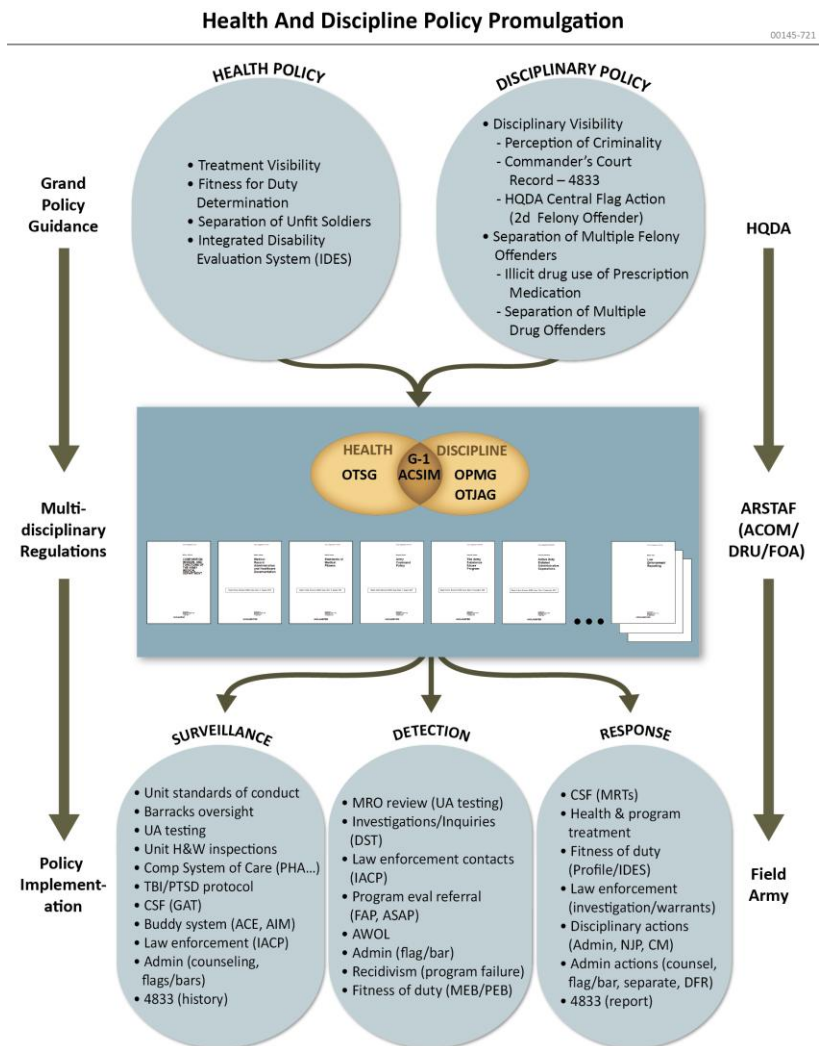 Health And Discipline Policy Promulgation
00145-721
HEALTH POLICY
• Treatment Visibility
• Fitness for Duty
Determination
• Separation of Unfit Soldiers
• Integrated Disability
Evaluation System (IDES)
DISCIPLINARY POLICY
• Disciplinary Visibility
- Perception of Criminality
- Commander's Court
Record – 4833
- HQDA Central Flag Action
(2d Felony Offender)
• Separation of Multiple Felony
Offenders
- Illicit drug use of Prescription
Medication
- Separation of Multiple
Drug Offenders
Grand
Policy
Guidance
HQDA
HEALTH
OTSG
G-1
ACSIM
DISCIPLINE
OPMG
OTJAG
Multi-
disciplinary
Regulations
ARSTAF
(ACOM/
DRU/FOA)
•••
SURVEILLANCE
• Unit standards of conduct
• Barracks oversight
• UA testing
• Unit H&W inspections
• Comp System of Care (PHA...)
• TBI/PTSD protocol
• CSF (GAT)
• Buddy system (ACE, AIM)
• Law enforcement (IACP)
• Admin (counseling,
flags/bars)
• 4833 (history)
DETECTION
• MRO review (UA testing)
• Investigations/Inquiries
(DST)
• Law enforcement contacts
(IACP)
• Program eval referral
(FAP, ASAP)
• AWOL
• Admin (flag/bar)
• Recidivism (program failure)
• Fitness of duty (MEB/PEB)
RESPONSE
• CSF (MRTs)
• Health & program
treatment
• Fitness of duty
(Profile/IDES)
• Law enforcement
(investigation/warrants)
• Disciplinary actions
(Admin, NJP, CM)
• Admin actions (counsel,
flag/bar, separate, DFR)
• 4833 (report)
Policy
Implement-
ation
Field
Army